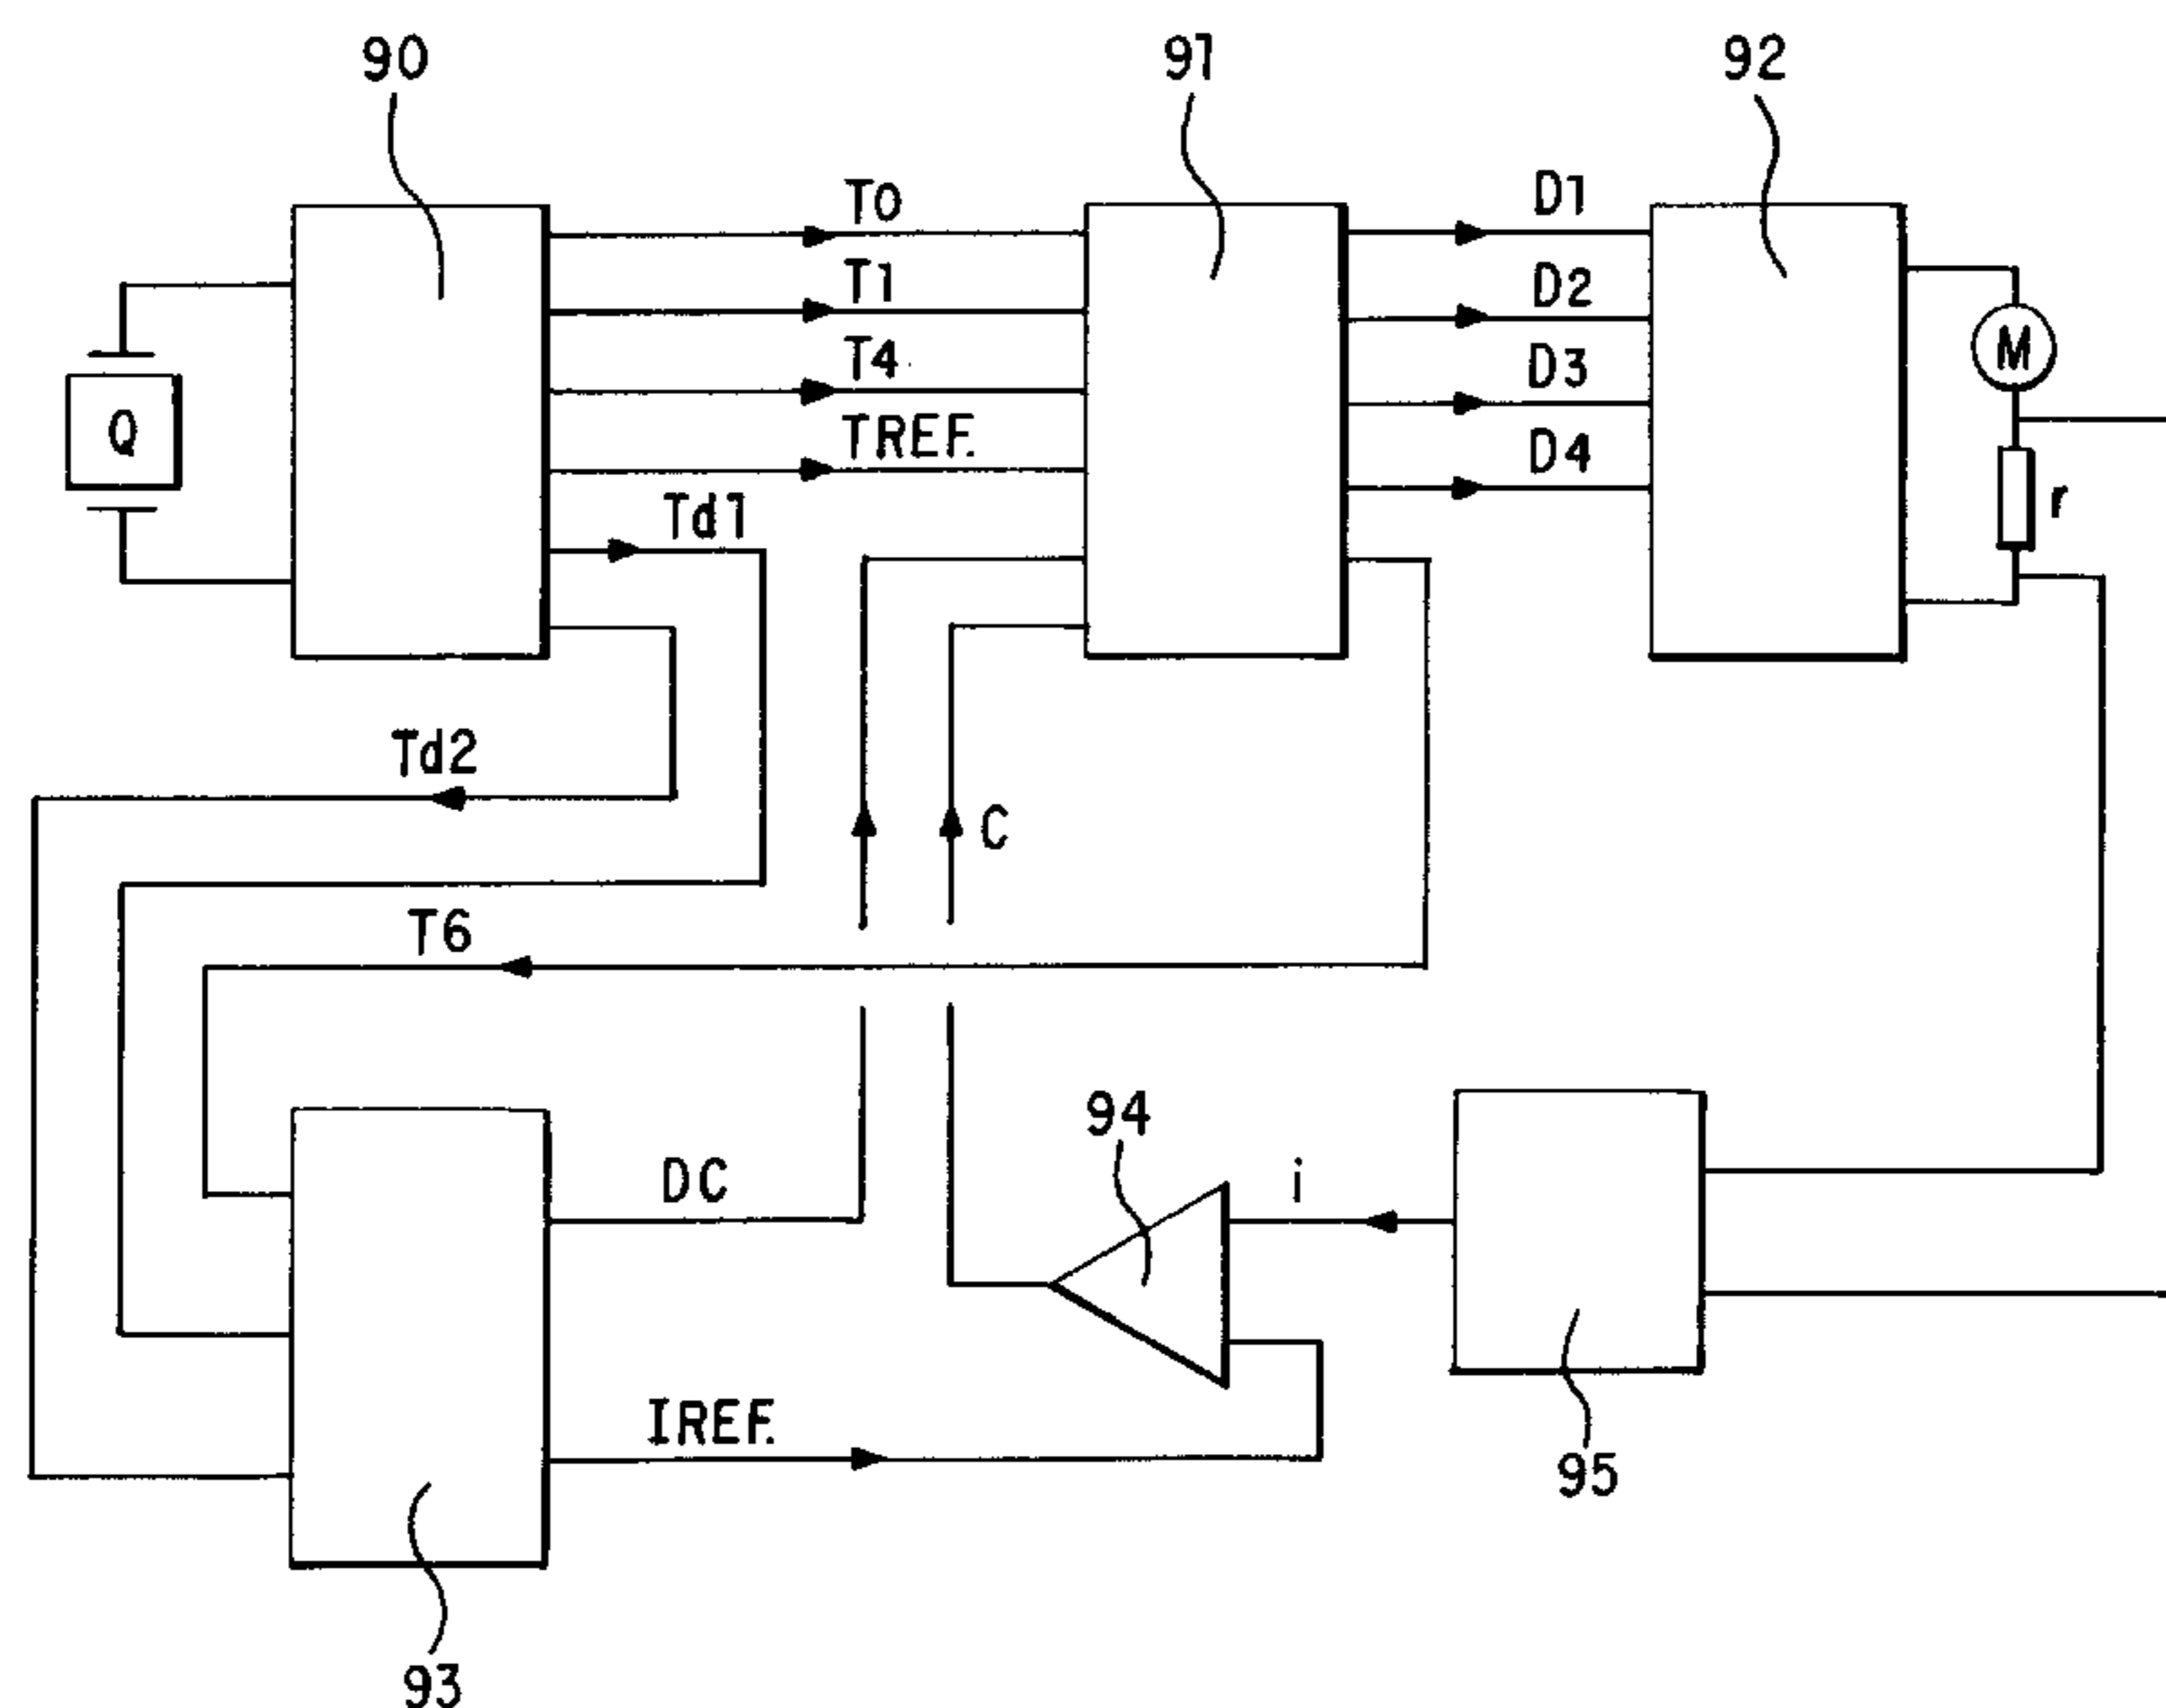 90
91
92
T0
D1
T1
D2
M
T4
D3
Q
TREF.
D4
r
Td1
Td2
C
T6
94
DC
i
IREF.
95
93